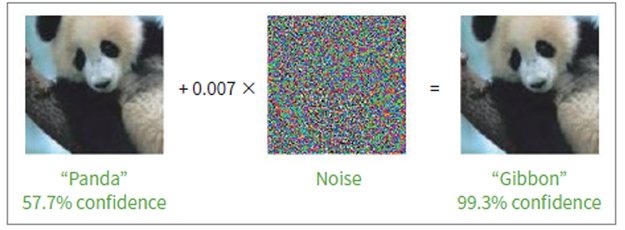 + 0.007 ×
=
"Panda"
57.7% confidence
Noise
"Gibbon"
99.3% confidence